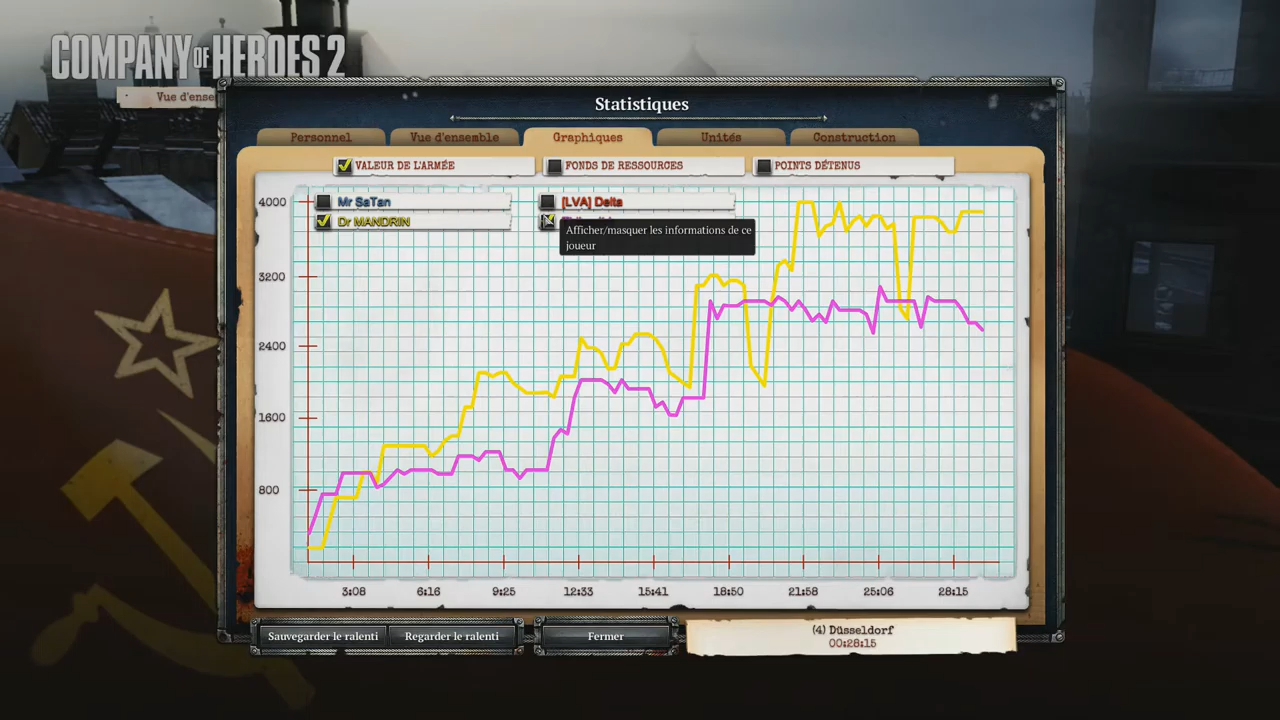 COMPANY OF HEROES 2
Vue d'ense
Statistiques
Personnel
Vue d'ensemble
Graphiques
Unités
Construction
VALEUR DE L'ARMÉE
FONDS DE RESSOURCES
POINTS DÉTENUS
Mr SaTan
[LVA] Delta
Dr MANDRIN
Afficher/masquer les informations de ce
joueur
4000
3200
2400
1600
800
3:08
6:16
9:25
12:33
15:41
18:50
21:58
25:06
28:15
Sauvegarder le ralenti
Regarder le ralenti
Fermer
(4) Düsseldorf
00:28:15